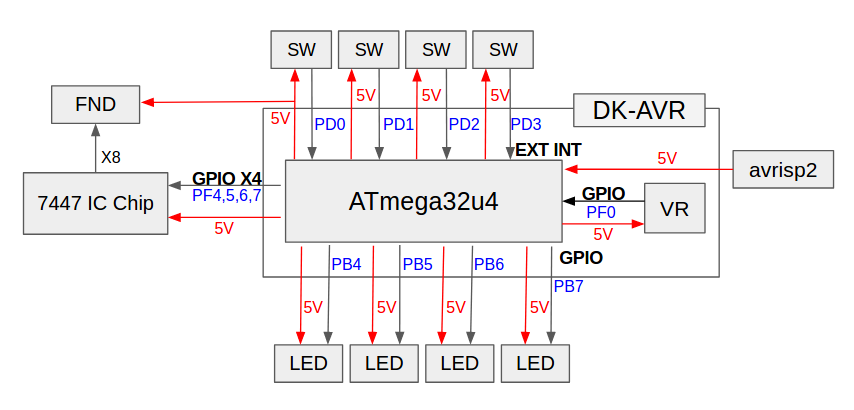 SW SW SW SW
FND
5V 5V 5V 5V
DK-AVR
PD0 PD1 PD2 PD3
EXT INT
X8
5V
avrisp2
GPIO X4
PF4,5,6,7
7447 IC Chip
5V
ATmega32u4
GPIO
PF0
5V
VR
GPIO
PB4 PB5 PB6 PB7
5V 5V 5V 5V
LED LED LED LED